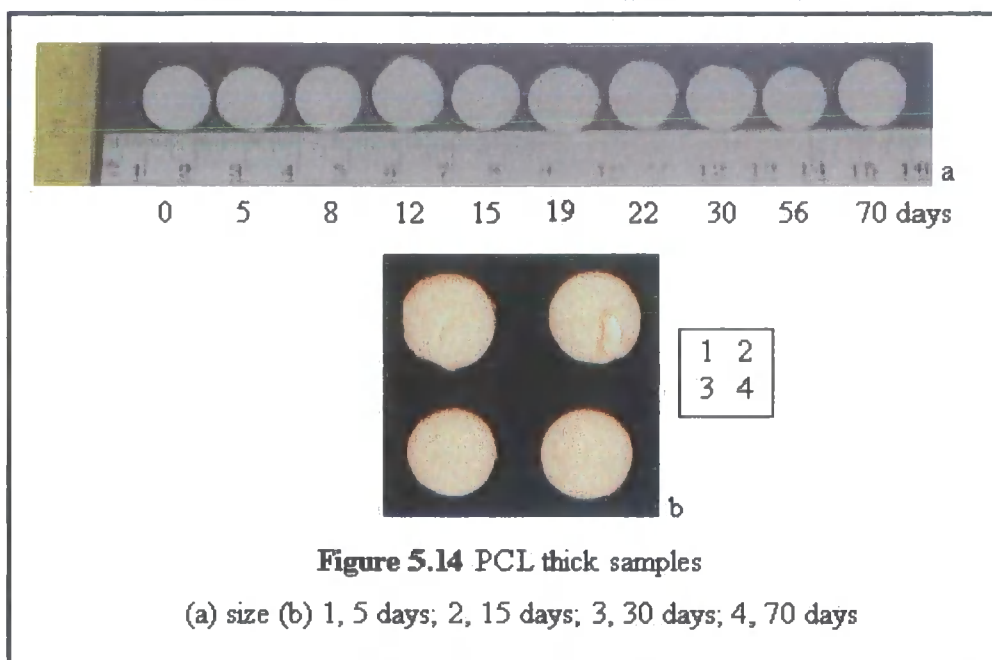 a
0 5 8 12 15 19 22 30 56 70 days
1 2
3 4
b
Figure 5.14 PCL thick samples
(a) size (b) 1, 5 days; 2, 15 days; 3, 30 days; 4, 70 days